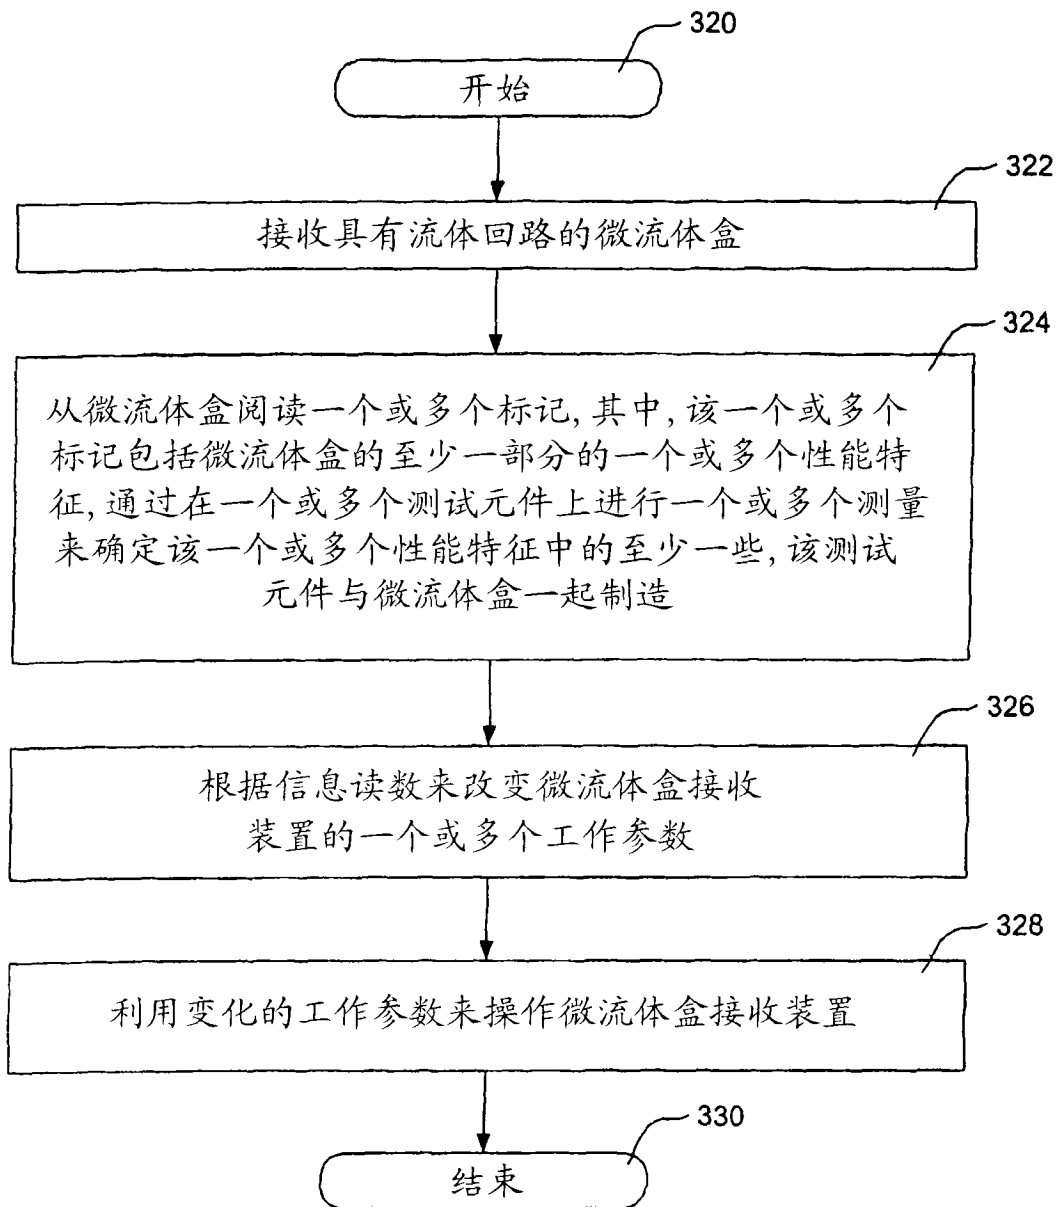 320
开始
322
接收具有流体回路的微流体盒
324
从微流体盒阅读一个或多个标记,其中,该一个或多个
标记包括微流体盒的至少一部分的一个或多个性能特
征,通过在一个或多个测试元件上进行一个或多个测量
来确定该一个或多个性能特征中的至少一些,该测试
元件与微流体盒一起制造
326
根据信息读数来改变微流体盒接收
装置的一个或多个工作参数
328
利用变化的工作参数来操作微流体盒接收装置
330
结束